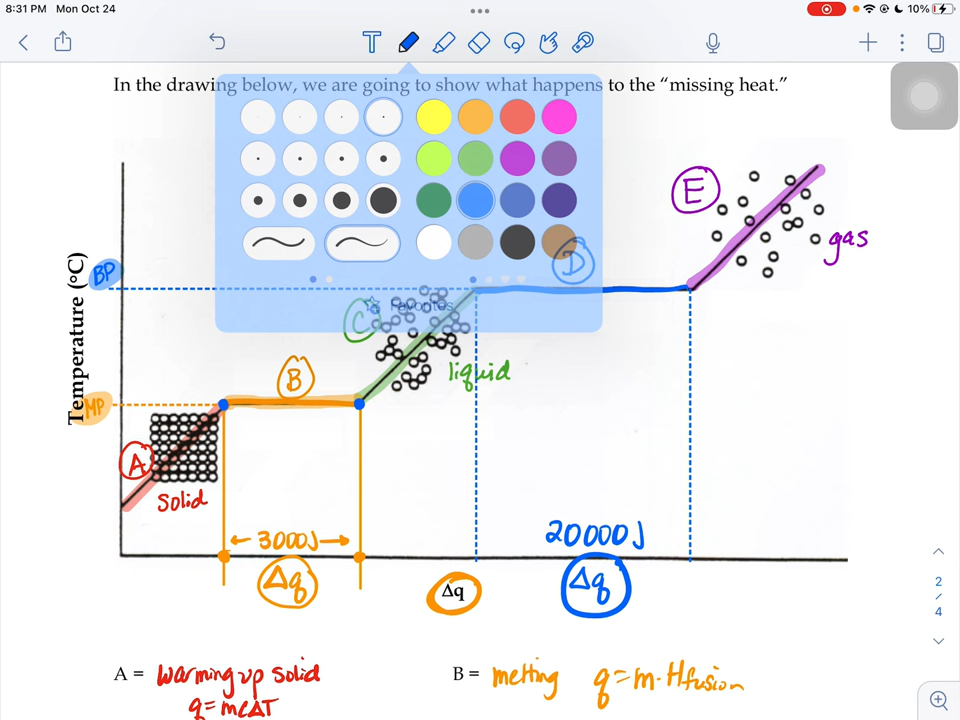 8:31 PM Mon Oct 24
10%
T
In the drawing below, we are going to show what happens to the “missing heat.”
E
gas
D
BP
Temperature (°C)
Favorites
C
liquid
B
MP
A
Solid
← 3000J →
20000J
Δq
Δq
Δq
2
/
4
A = warming up solid
q = mcΔT
B = melting q = m · Hfusion